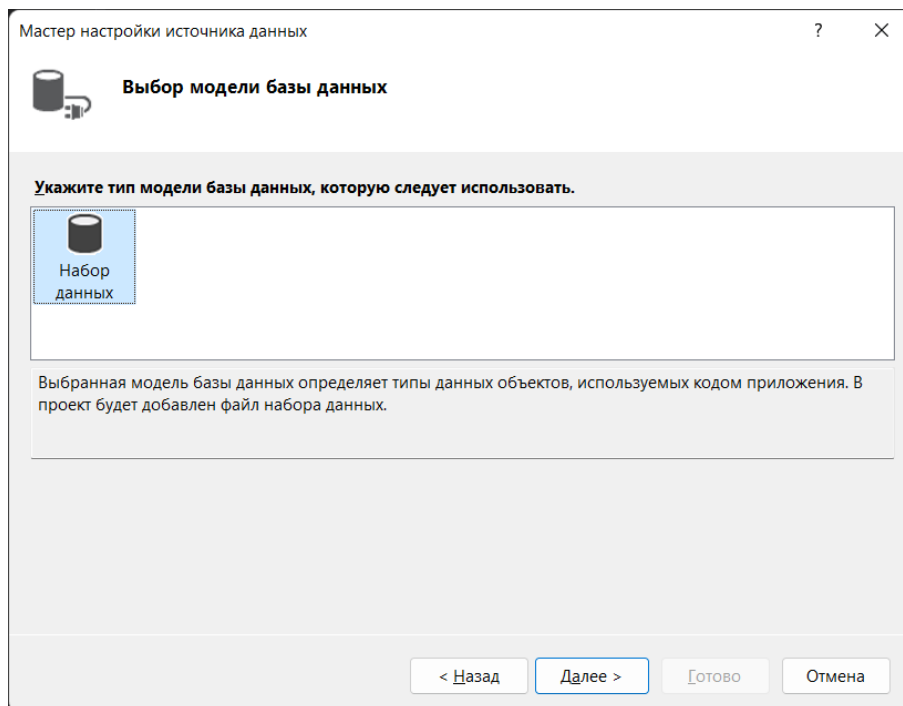 Мастер настройки источника данных ?
Выбор модели базы данных
Укажите тип модели базы данных, которую следует использовать.
Набор
данных
Выбранная модель базы данных определяет типы данных объектов, используемых кодом приложения. В
проект будет добавлен файл набора данных.
< Назад Далее > Готово Отмена